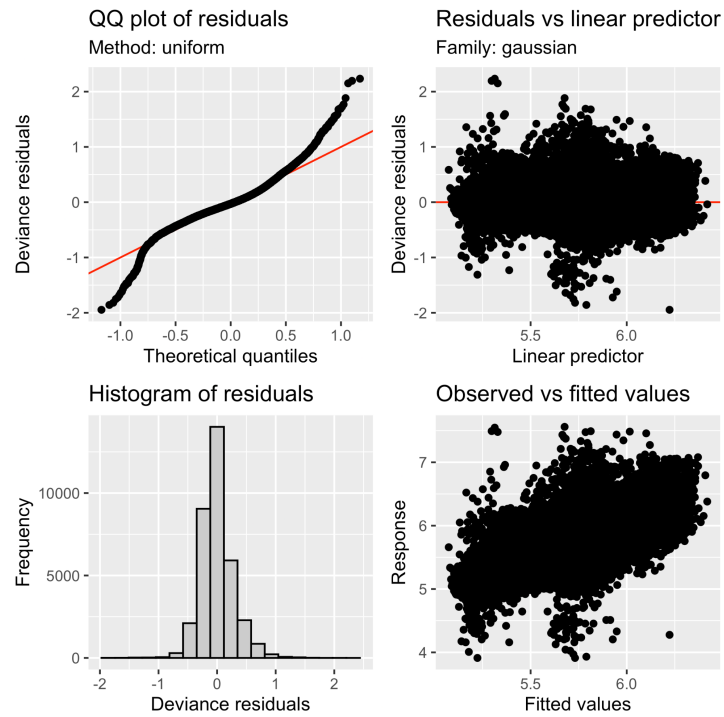 QQ plot of residuals
Method: uniform
Deviance residuals
2
1
0
-1
-2
-1.0 -0.5 0.0 0.5 1.0
Theoretical quantiles
Residuals vs linear predictor
Family: gaussian
Deviance residuals
2
1
0
-1
-2
5.5 6.0
Linear predictor
Histogram of residuals
Frequency
10000
5000
0
-2 -1 0 1 2
Deviance residuals
Observed vs fitted values
Response
7
6
5
4
5.5 6.0
Fitted values